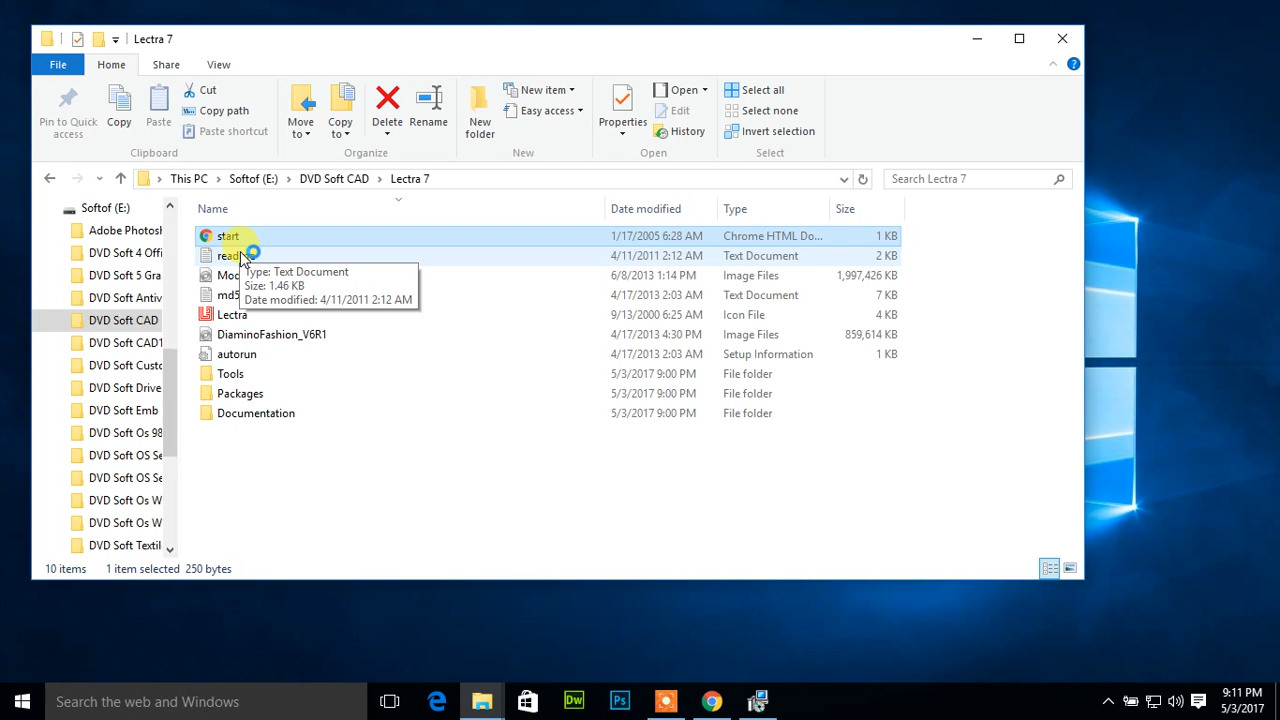 Lectra 7
File Home Share View
Pin to Quick access
Copy
Paste
Cut
Copy path
Paste shortcut
Clipboard
Move to
Copy to
Delete
Rename
Organize
New folder
New item
Easy access
New
Properties
Open
Edit
History
Open
Select all
Select none
Invert selection
Select
This PC > Softof (E:) > DVD Soft CAD > Lectra 7
Search Lectra 7
Softof (E:)
Adobe Photosh
DVD Soft 4 Offi
DVD Soft 5 Gra
DVD Soft Antiv
DVD Soft CAD
DVD Soft CAD1
DVD Soft Custo
DVD Soft Drive
DVD Soft Emb
DVD Soft Os 98
DVD Soft OS Se
DVD Soft OS Se
DVD Soft Os W
DVD Soft Os W
DVD Soft Textil
Name Date modified Type Size
start 1/17/2005 6:28 AM Chrome HTML Do... 1 KB
4/11/2011 2:12 AM Text Document 2 KB
6/8/2013 1:14 PM Image Files 1,997,426 KB
4/17/2013 2:03 AM Text Document 7 KB
Lectra 9/13/2000 6:25 AM Icon File 4 KB
DiaminoFashion_V6R1 4/17/2013 4:30 PM Image Files 859,614 KB
autorun 4/17/2013 2:03 AM Setup Information 1 KB
Tools 5/3/2017 9:00 PM File folder
Packages 5/3/2017 9:00 PM File folder
Documentation 5/3/2017 9:00 PM File folder
Type: Text Document
Size: 1.46 KB
Date modified: 4/11/2011 2:12 AM
10 items 1 item selected 250 bytes
Search the web and Windows
Dw
Ps
9:11 PM
5/3/2017